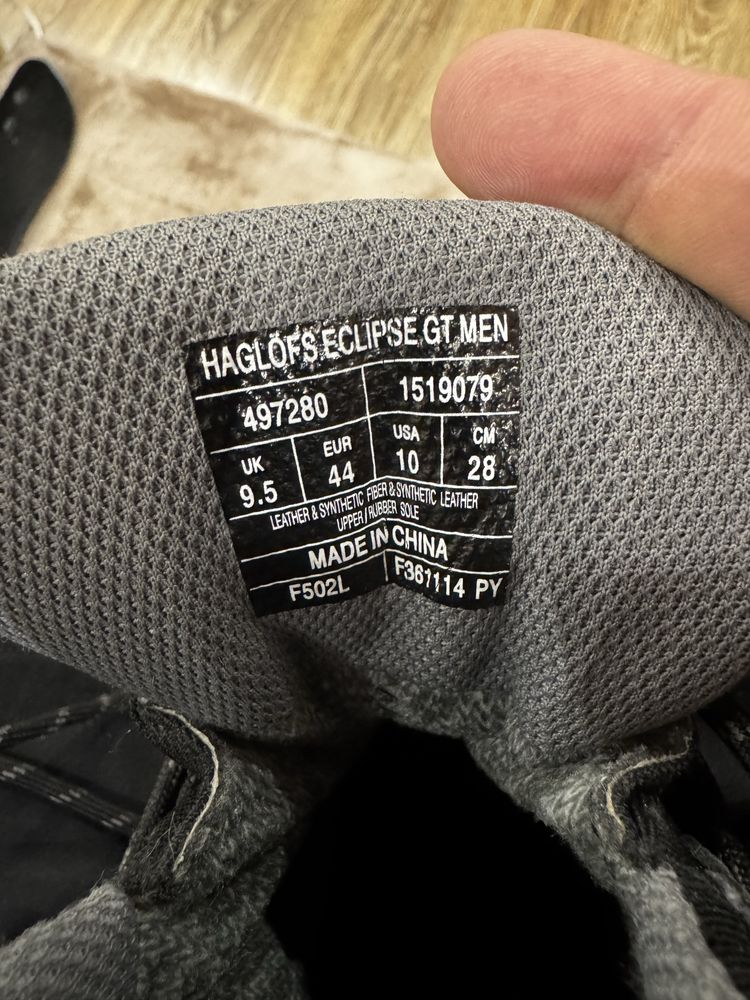 HAGLÖFS ECLIPSE GT MEN
497280 1519079
UK EUR USA CM
9.5 44 10 28
LEATHER & SYNTHETIC FIBER & SYNTHETIC LEATHER
UPPER / RUBBER SOLE
MADE IN CHINA
F502L F361114 PY